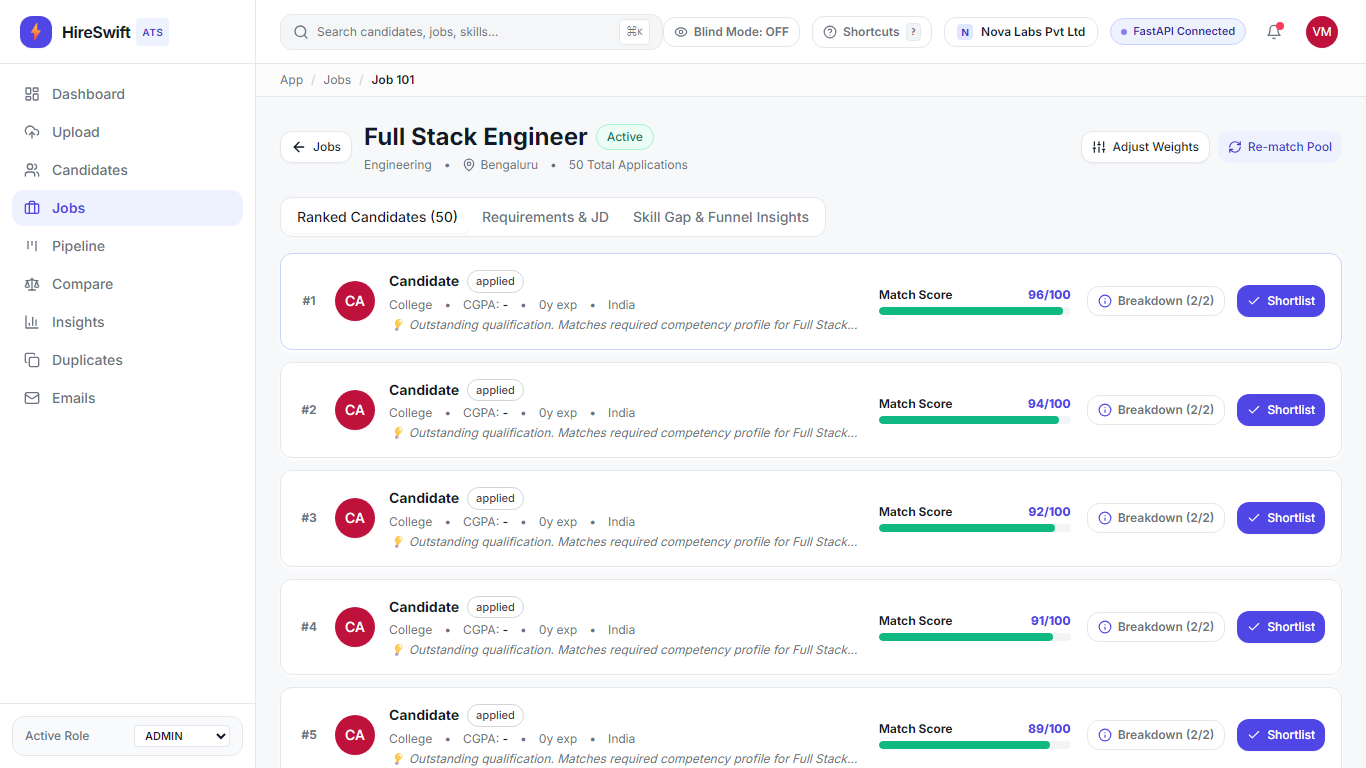 HireSwift ATS
Search candidates, jobs, skills... ⌘K
Blind Mode: OFF
Shortcuts ?
N Nova Labs Pvt Ltd
FastAPI Connected
VM
Dashboard
Upload
Candidates
Jobs
Pipeline
Compare
Insights
Duplicates
Emails
Active Role ADMIN
App / Jobs / Job 101
Jobs
Full Stack Engineer Active
Engineering • Bengaluru • 50 Total Applications
Adjust Weights
Re-match Pool
Ranked Candidates (50) Requirements & JD Skill Gap & Funnel Insights
#1 CA
Candidate applied
College • CGPA: - • 0y exp • India
Outstanding qualification. Matches required competency profile for Full Stack...
Match Score 96/100
Breakdown (2/2)
Shortlist
#2 CA
Candidate applied
College • CGPA: - • 0y exp • India
Outstanding qualification. Matches required competency profile for Full Stack...
Match Score 94/100
Breakdown (2/2)
Shortlist
#3 CA
Candidate applied
College • CGPA: - • 0y exp • India
Outstanding qualification. Matches required competency profile for Full Stack...
Match Score 92/100
Breakdown (2/2)
Shortlist
#4 CA
Candidate applied
College • CGPA: - • 0y exp • India
Outstanding qualification. Matches required competency profile for Full Stack...
Match Score 91/100
Breakdown (2/2)
Shortlist
#5 CA
Candidate applied
College • CGPA: - • 0y exp • India
Outstanding qualification. Matches required competency profile for Full Stack...
Match Score 89/100
Breakdown (2/2)
Shortlist